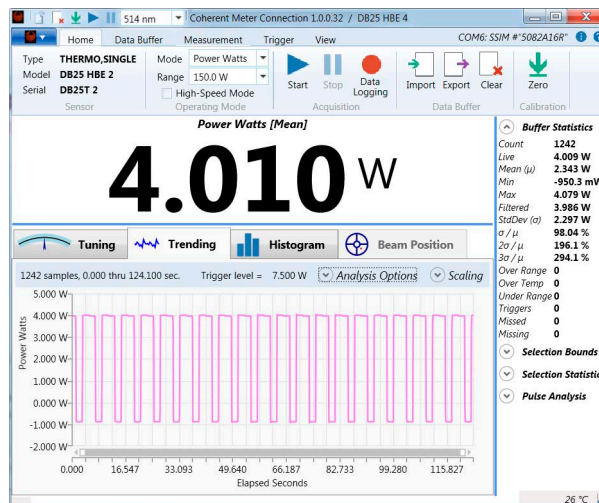 514 nm Coherent Meter Connection 1.0.0.32 / DB25 HBE 4
Home Data Buffer Measurement Trigger View COM6: SSIM #"5082A16R"
Type THERMO,SINGLE Mode Power Watts
Model DB25 HBE 2 Range 150.0 W
Serial DB25T 2 High-Speed Mode
Start Stop Data Logging Import Export Clear Zero
Sensor Operating Mode Acquisition Data Buffer Calibration
Power Watts [Mean]
4.010 W
Buffer Statistics
Count 1242
Live 4.009 W
Mean (μ) 2.343 W
Min -950.3 mW
Max 4.079 W
Filtered 3.986 W
StdDev (σ) 2.297 W
σ / μ 98.04 %
2σ / μ 196.1 %
3σ / μ 294.1 %
Over Range 0
Over Temp 0
Under Range 0
Triggers 0
Missed 0
Missing 0
Selection Bounds
Selection Statistic
Pulse Analysis
Tuning Trending Histogram Beam Position
1242 samples, 0.000 thru 124.100 sec. Trigger level = 7.500 W Analysis Options Scaling
Power Watts
5.000 W
4.000 W
3.000 W
2.000 W
1.000 W
0.000 W
-1.000 W
-2.000 W
0.000 16.547 33.093 49.640 66.187 82.733 99.280 115.827
Elapsed Seconds
26 °C